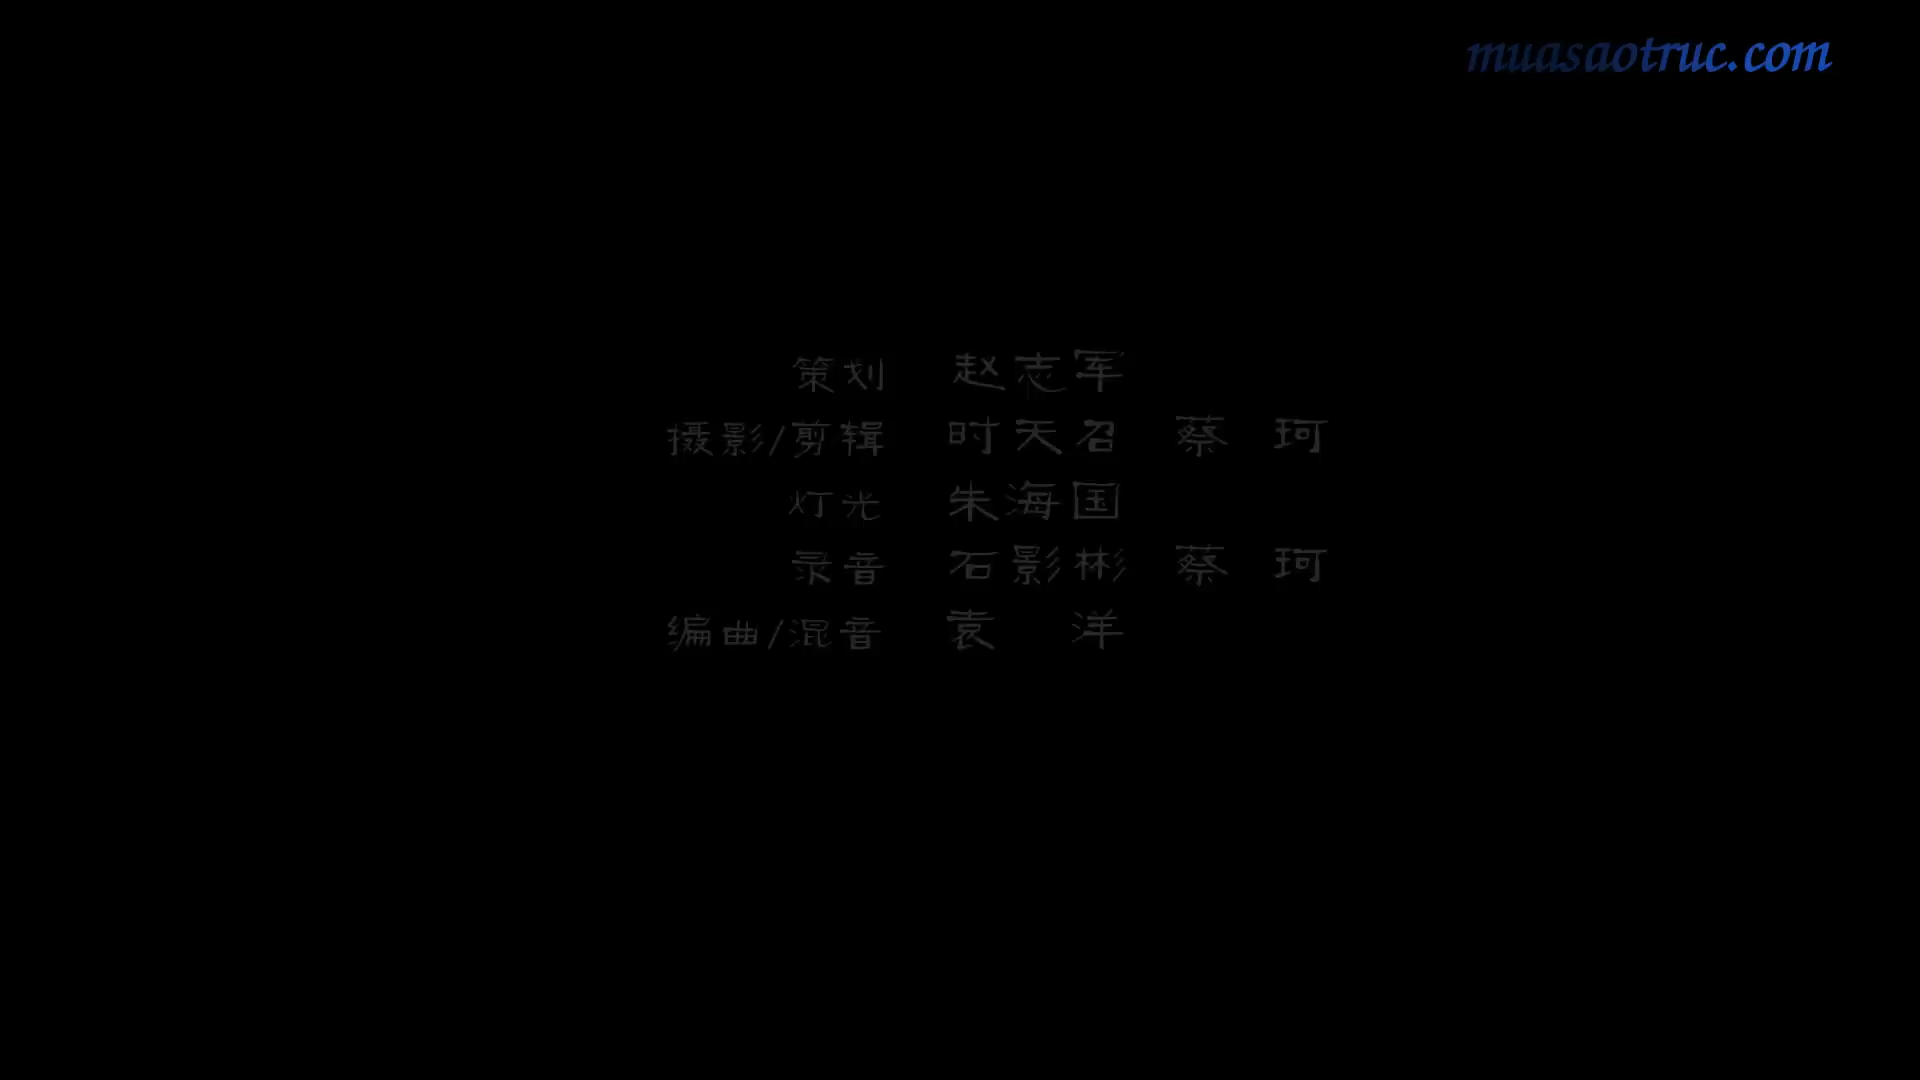 muasaotruc.com
策划 赵志军
摄影/剪辑 时天名 蔡 珂
灯光 朱海国
录音 石影彬 蔡 珂
编曲/混音 袁 洋